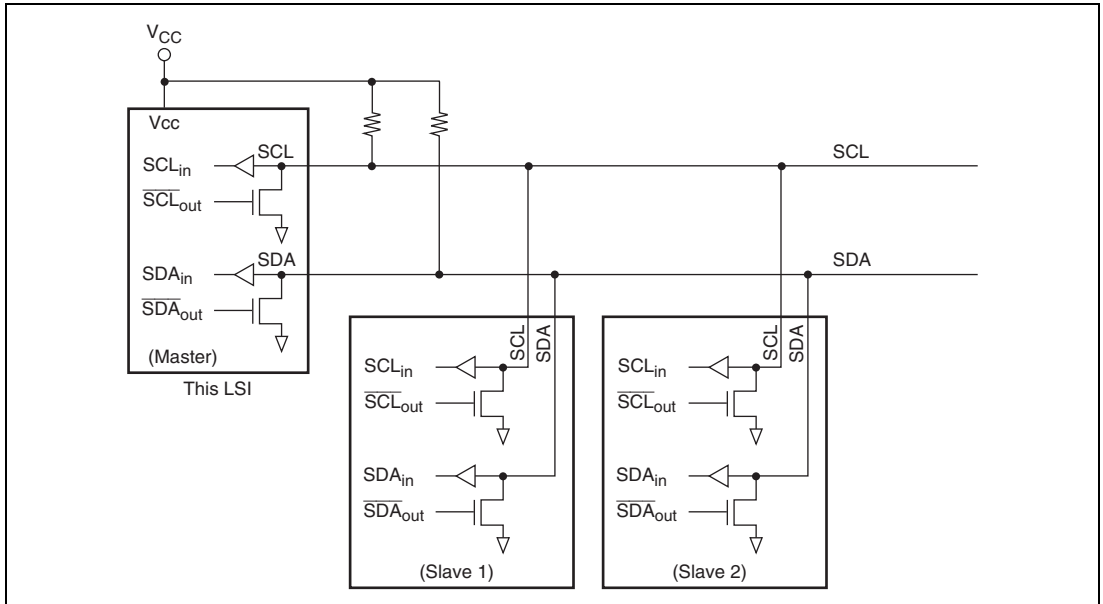 VCC
Vcc
SCL
SCL
SCLin
SCLout
SDA
SDA
SDAin
SDAout
(Master)
This LSI
SCL
SDA
SCLin
SCLout
SDAin
SDAout
(Slave 1)
SCL
SDA
SCLin
SCLout
SDAin
SDAout
(Slave 2)